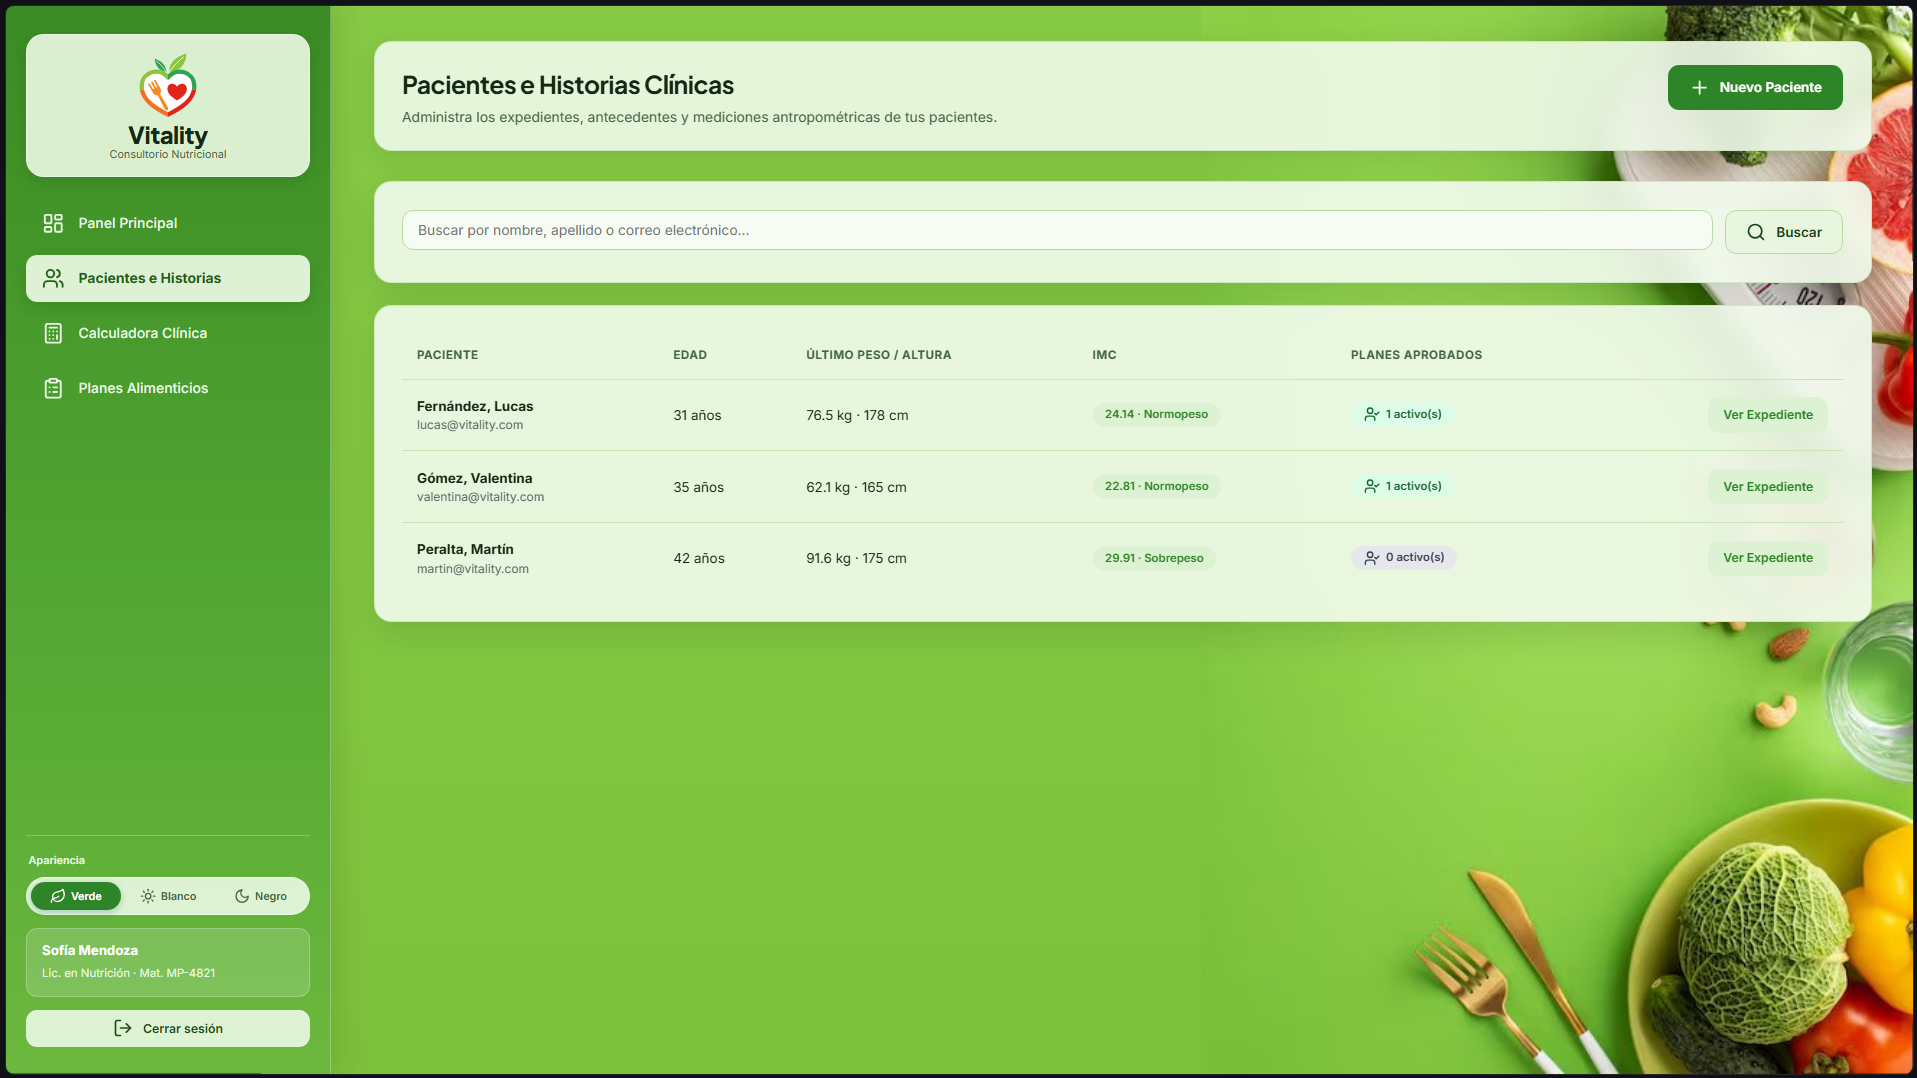 Vitality
Consultorio Nutricional
Panel Principal
Pacientes e Historias
Calculadora Clínica
Planes Alimenticios
Apariencia
Verde
Blanco
Negro
Sofía Mendoza
Lic. en Nutrición · Mat. MP-4821
Cerrar sesión
Pacientes e Historias Clínicas
Administra los expedientes, antecedentes y mediciones antropométricas de tus pacientes.
Nuevo Paciente
Buscar por nombre, apellido o correo electrónico...
Buscar
120
PACIENTE EDAD ÚLTIMO PESO / ALTURA IMC PLANES APROBADOS
Fernández, Lucas
lucas@vitality.com
31 años 76.5 kg · 178 cm 24.14 · Normopeso 1 activo(s) Ver Expediente
Gómez, Valentina
valentina@vitality.com
35 años 62.1 kg · 165 cm 22.81 · Normopeso 1 activo(s) Ver Expediente
Peralta, Martín
martin@vitality.com
42 años 91.6 kg · 175 cm 29.91 · Sobrepeso 0 activo(s) Ver Expediente